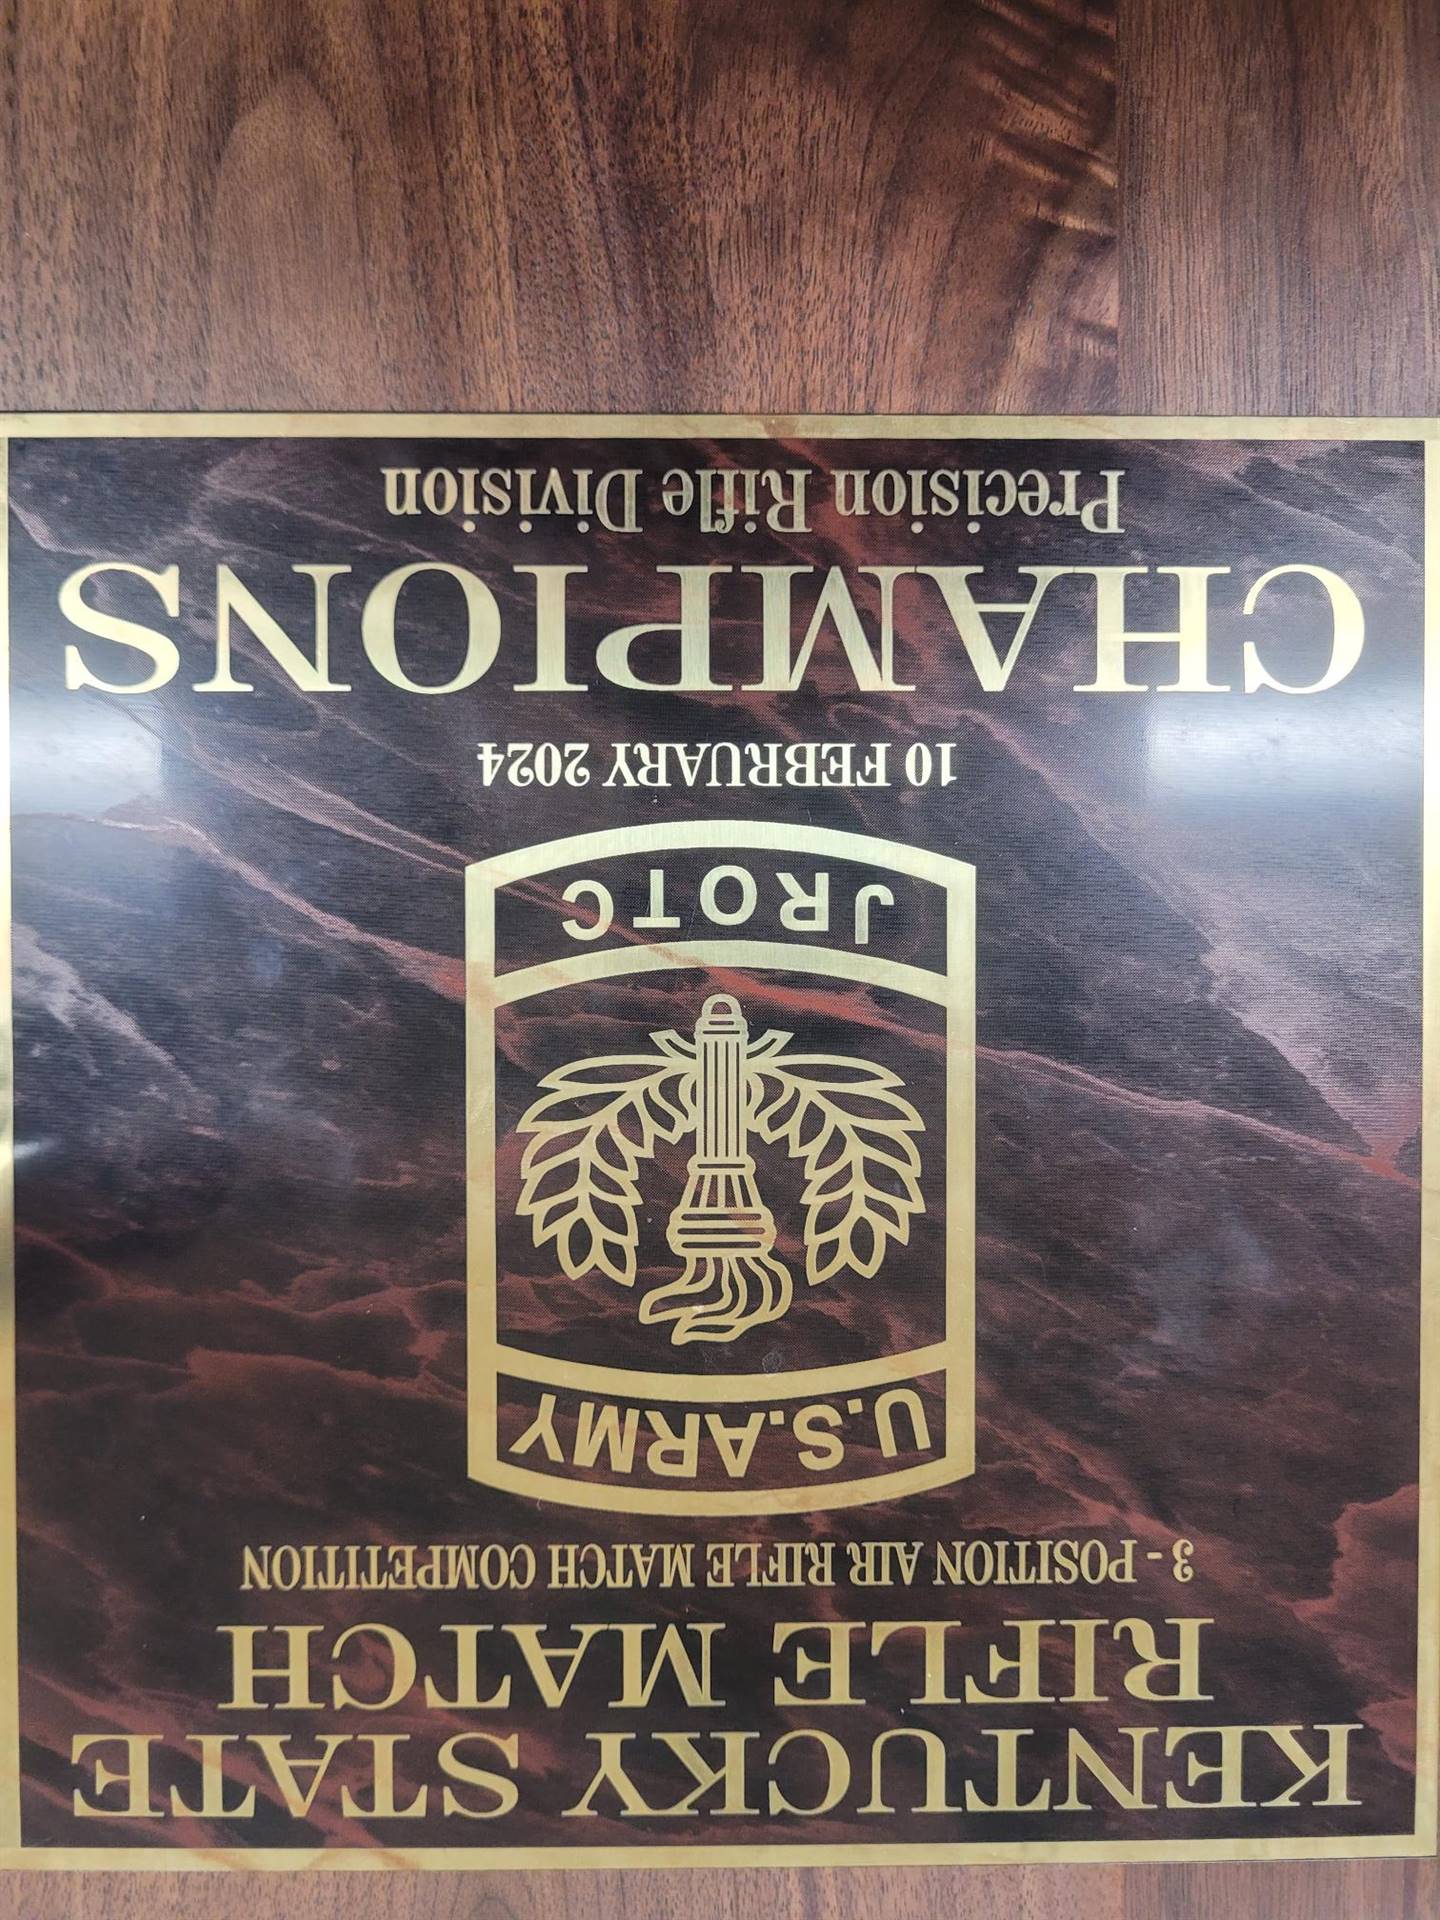 KENTUCKY STATE
RIFLE MATCH
3 - POSITION AIR RIFLE MATCH COMPETITION
U.S.ARMY
JROTC
10 FEBRUARY 2024
CHAMPIONS
Precision Rifle Division